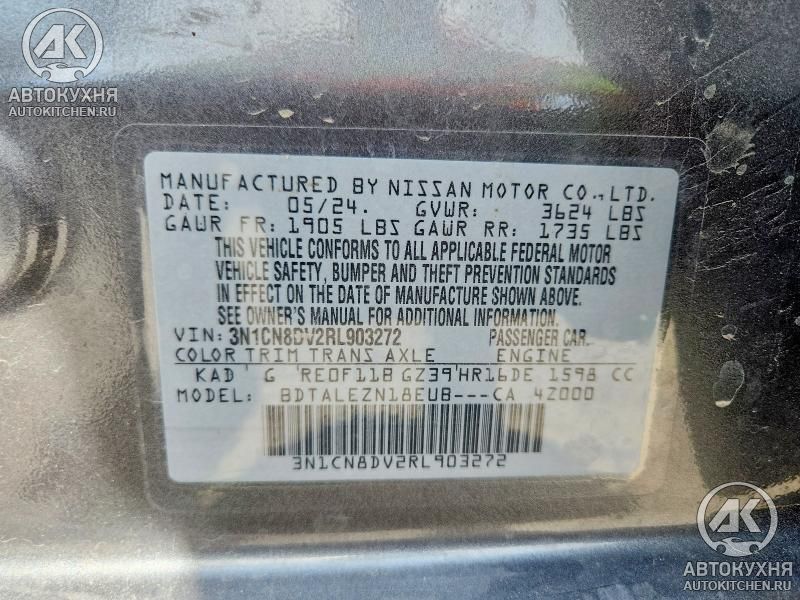 АК
АВТОКУХНЯ
AUTOKITCHEN.RU
MANUFACTURED BY NISSAN MOTOR CO., LTD.
DATE: 05/24. GVWR: 3624 LBS
GAWR FR: 1905 LBS GAWR RR: 1735 LBS
THIS VEHICLE CONFORMS TO ALL APPLICABLE FEDERAL MOTOR
VEHICLE SAFETY, BUMPER AND THEFT PREVENTION STANDARDS
IN EFFECT ON THE DATE OF MANUFACTURE SHOWN ABOVE.
SEE OWNER'S MANUAL FOR ADDITIONAL INFORMATION.
VIN: 3N1CN8DV2RL903272 PASSENGER CAR.
COLOR TRIM TRANS AXLE ENGINE
KAD G RE0F11B GZ39 HR16DE 1598 CC
MODEL: BDTALEZN18EUB---CA 4Z000
3N1CN8DV2RL903272
АК
АВТОКУХНЯ
AUTOKITCHEN.RU